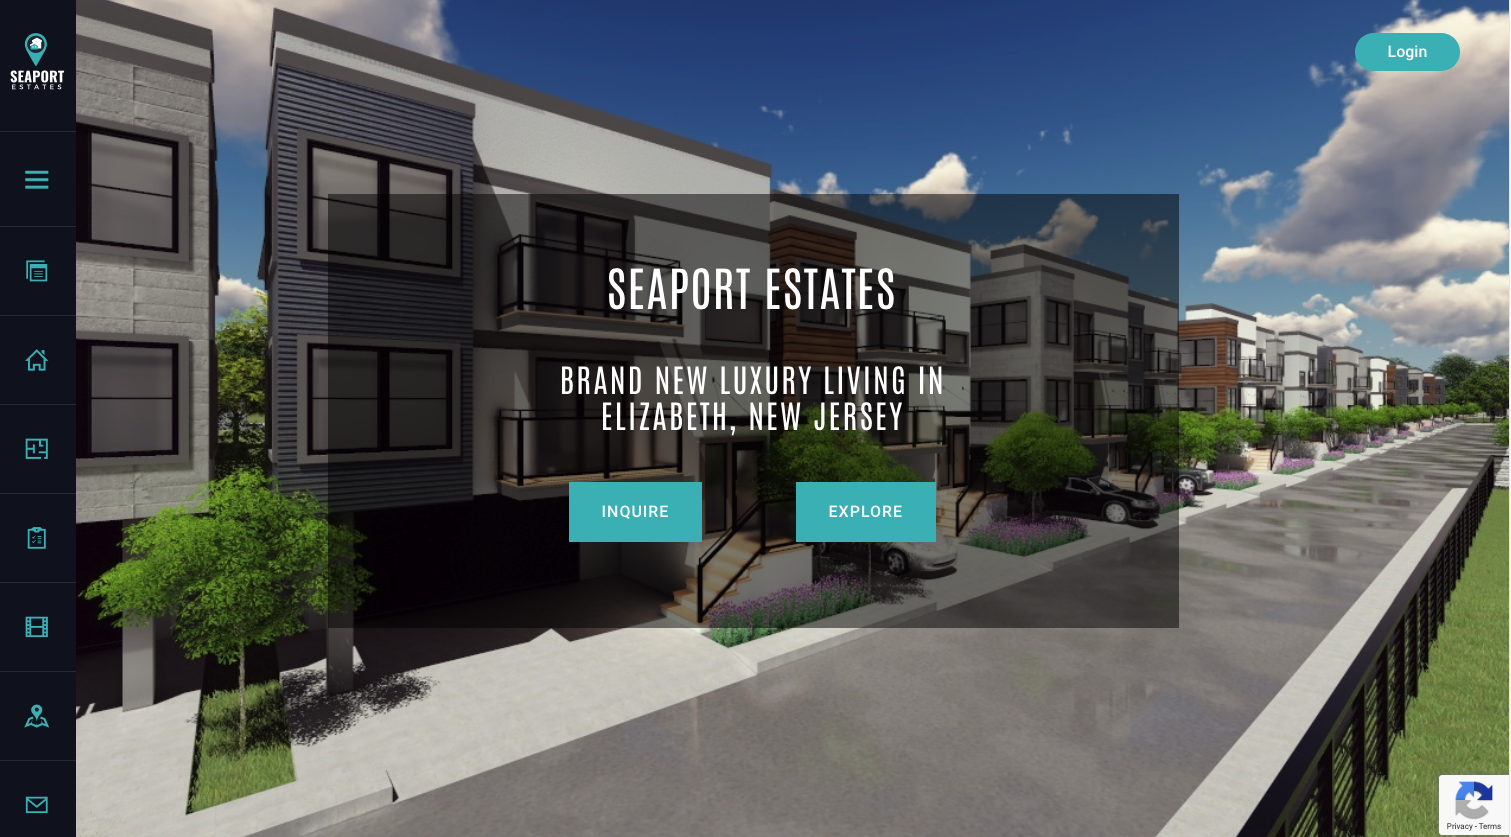 SEAPORT
ESTATES
Login
SEAPORT ESTATES
BRAND NEW LUXURY LIVING IN
ELIZABETH, NEW JERSEY
INQUIRE
EXPLORE
Privacy - Terms